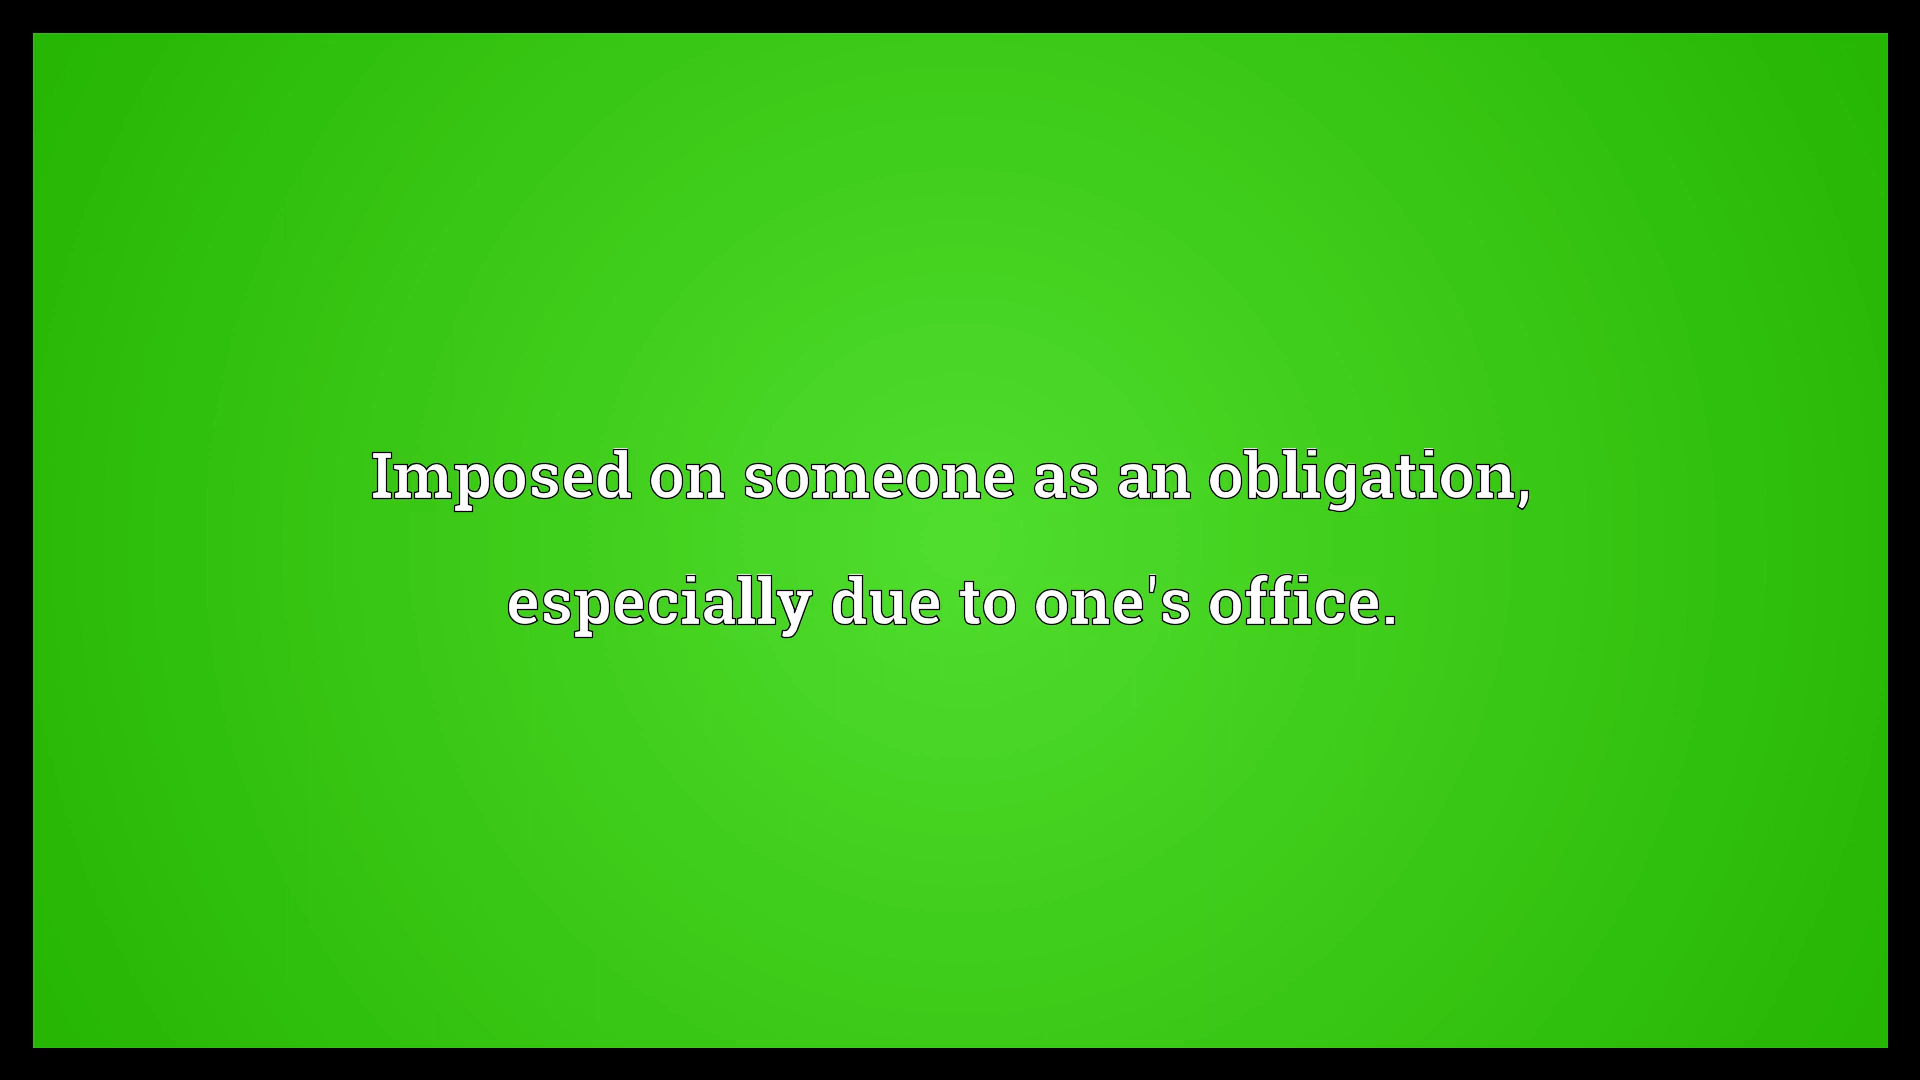 Imposed on someone as an obligation,
especially due to one's office.